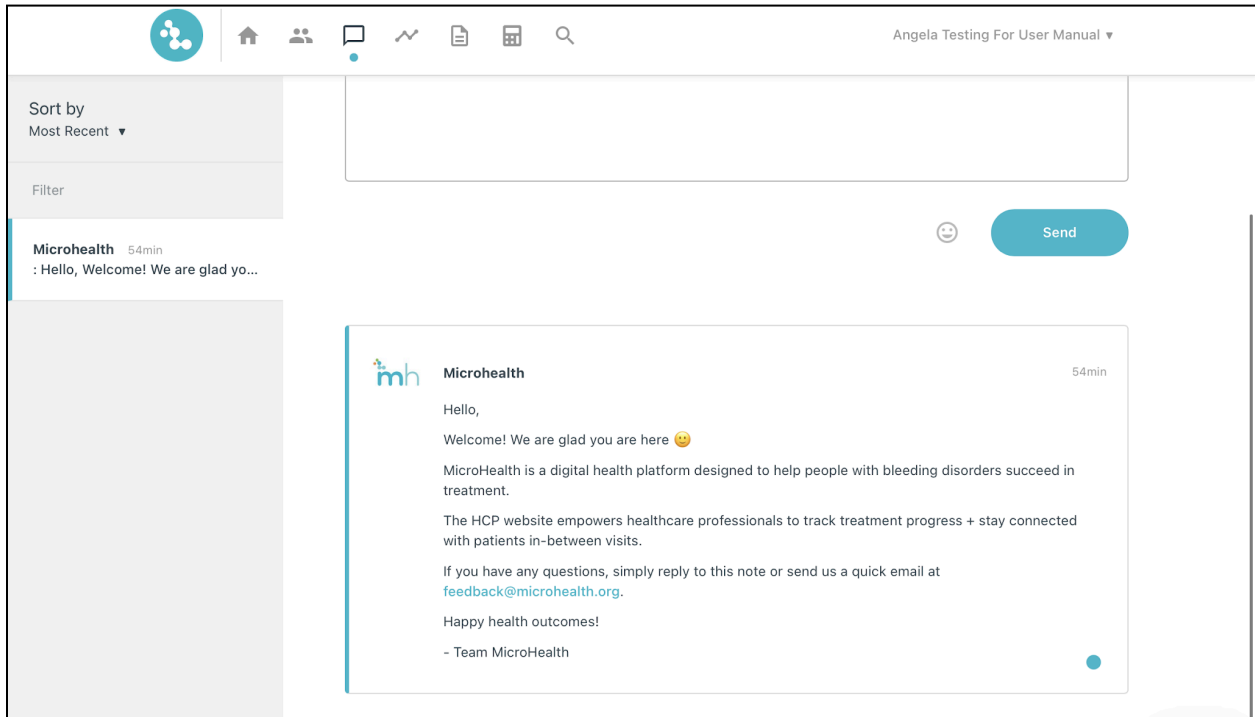 Angela Testing For User Manual ▼
Sort by
Most Recent ▼
Filter
Microhealth 54min
: Hello, Welcome! We are glad yo...
Send
mh
Microhealth 54min
Hello,
Welcome! We are glad you are here 🙂
MicroHealth is a digital health platform designed to help people with bleeding disorders succeed in
treatment.
The HCP website empowers healthcare professionals to track treatment progress + stay connected
with patients in-between visits.
If you have any questions, simply reply to this note or send us a quick email at
feedback@microhealth.org.
Happy health outcomes!
– Team MicroHealth